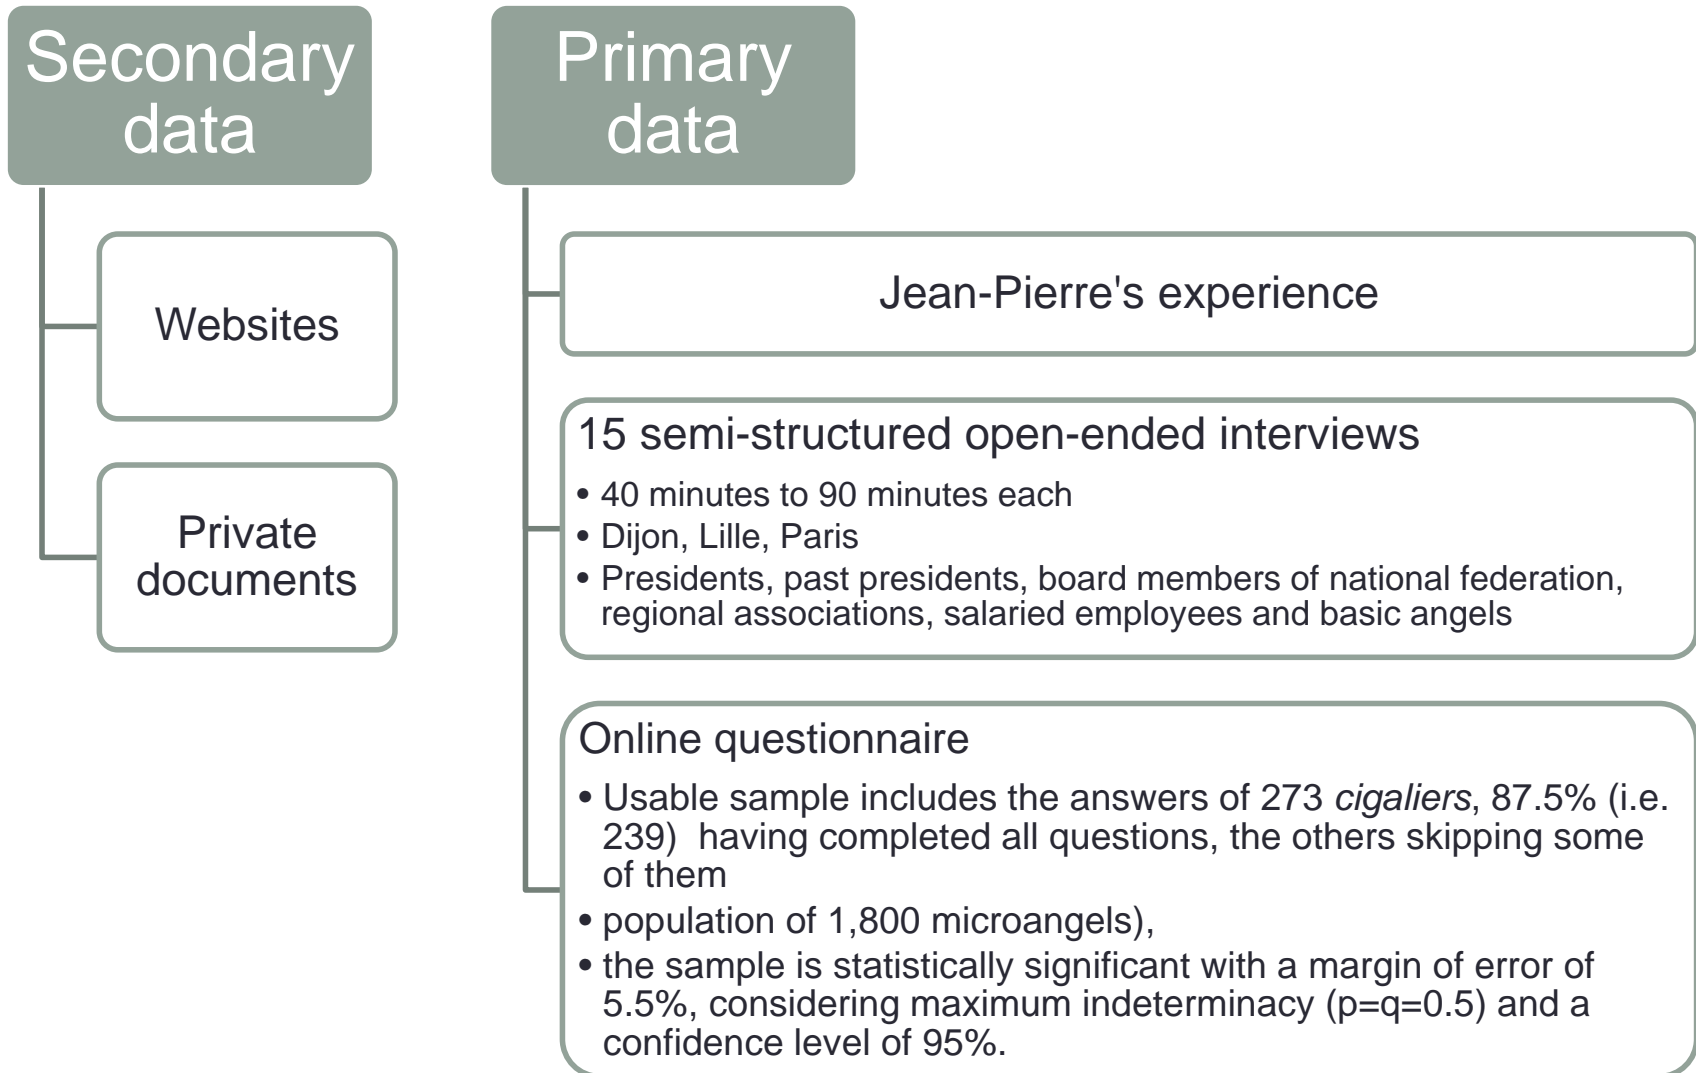 Secondary
data
Websites
Private
documents
Primary
data
Jean-Pierre's experience
15 semi-structured open-ended interviews
• 40 minutes to 90 minutes each
• Dijon, Lille, Paris
• Presidents, past presidents, board members of national federation,
regional associations, salaried employees and basic angels
Online questionnaire
• Usable sample includes the answers of 273 cigaliers, 87.5% (i.e.
239)  having completed all questions, the others skipping some
of them
• population of 1,800 microangels),
• the sample is statistically significant with a margin of error of
5.5%, considering maximum indeterminacy (p=q=0.5) and a
confidence level of 95%.